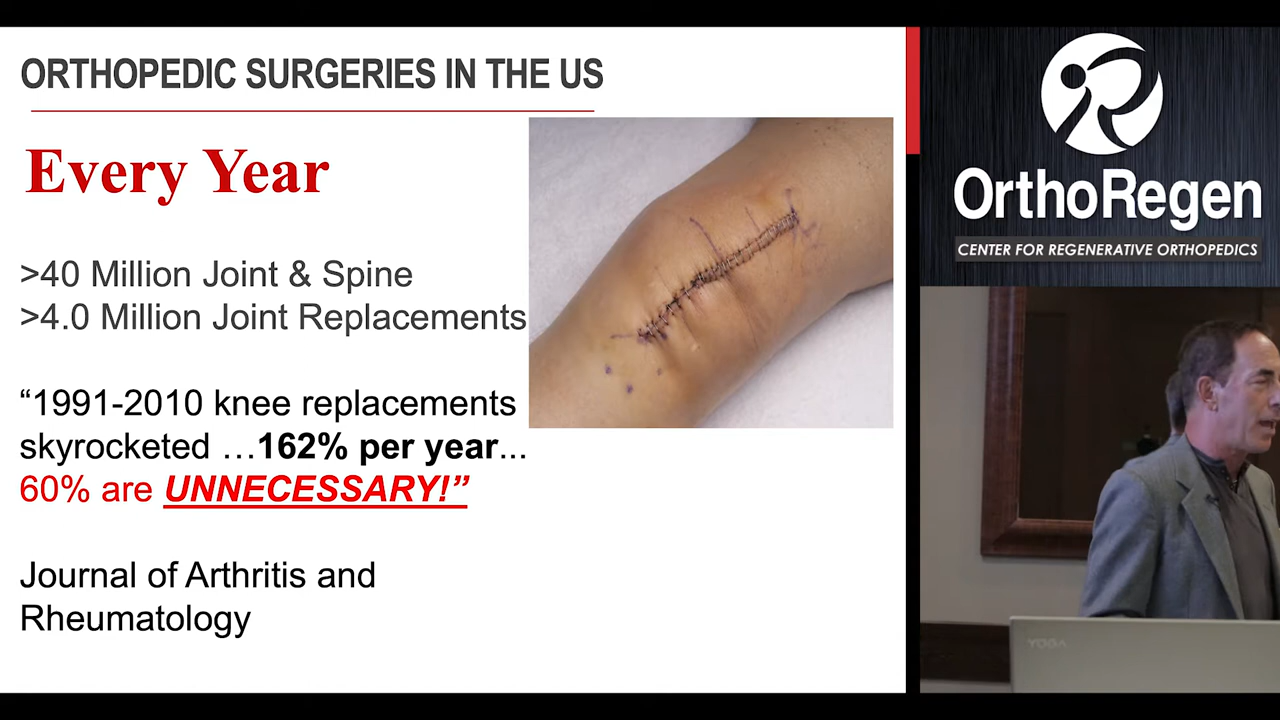 ORTHOPEDIC SURGERIES IN THE US
Every Year
>40 Million Joint & Spine
>4.0 Million Joint Replacements
“1991-2010 knee replacements
skyrocketed …162% per year...
60% are UNNECESSARY!”
Journal of Arthritis and
Rheumatology
OrthoRegen
CENTER FOR REGENERATIVE ORTHOPEDICS
YOGA